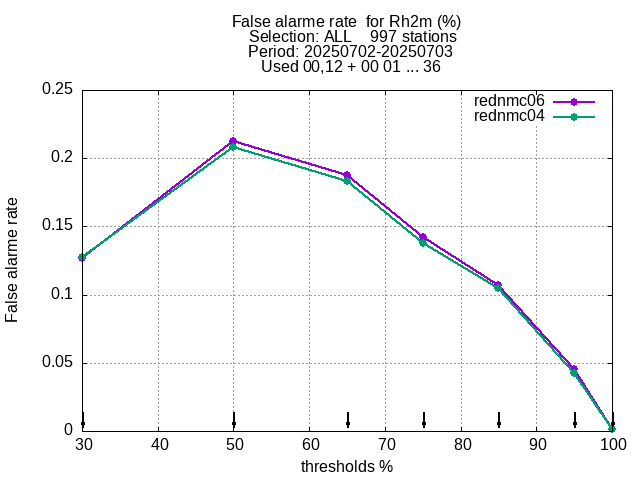 False alarme rate  for Rh2m (%)
Selection: ALL    997 stations
Period: 20250702-20250703
Used 00,12 + 00 01 ... 36
rednmc06
rednmc04
0.25
0.2
0.15
0.1
0.05
0
False alarme rate
30 40 50 60 70 80 90 100
thresholds %